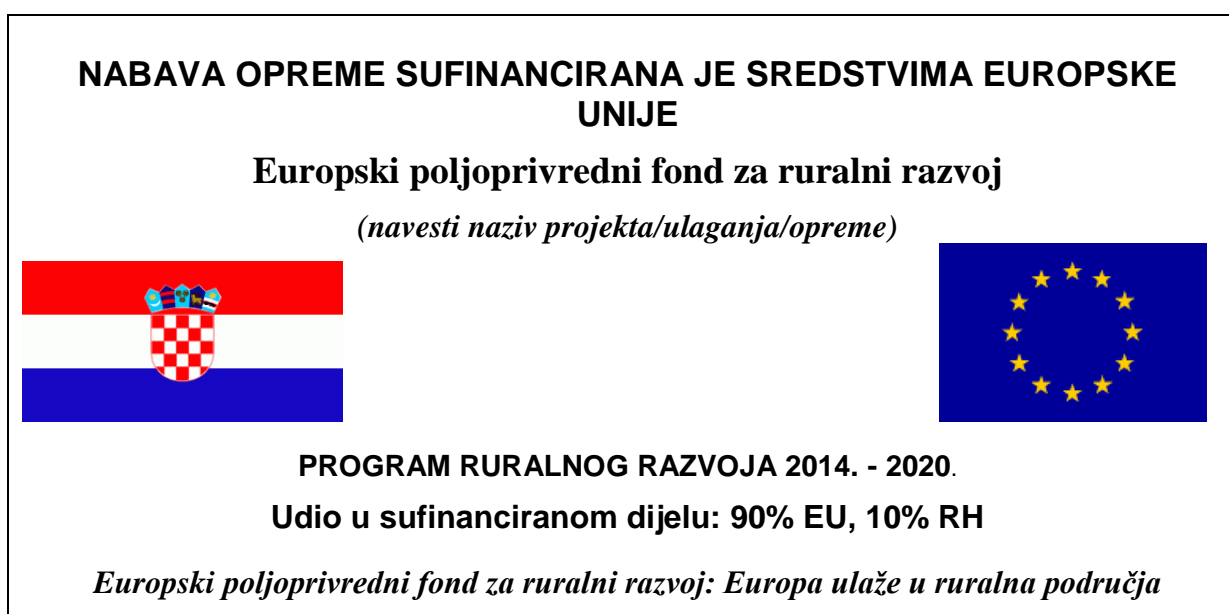 NABAVA OPREME SUFINANCIRANA JE SREDSTVIMA EUROPSKE
UNIJE
Europski poljoprivredni fond za ruralni razvoj
(navesti naziv projekta/ulaganja/opreme)
PROGRAM RURALNOG RAZVOJA 2014. - 2020.
Udio u sufinanciranom dijelu: 90% EU, 10% RH
Europski poljoprivredni fond za ruralni razvoj: Europa ulaže u ruralna područja